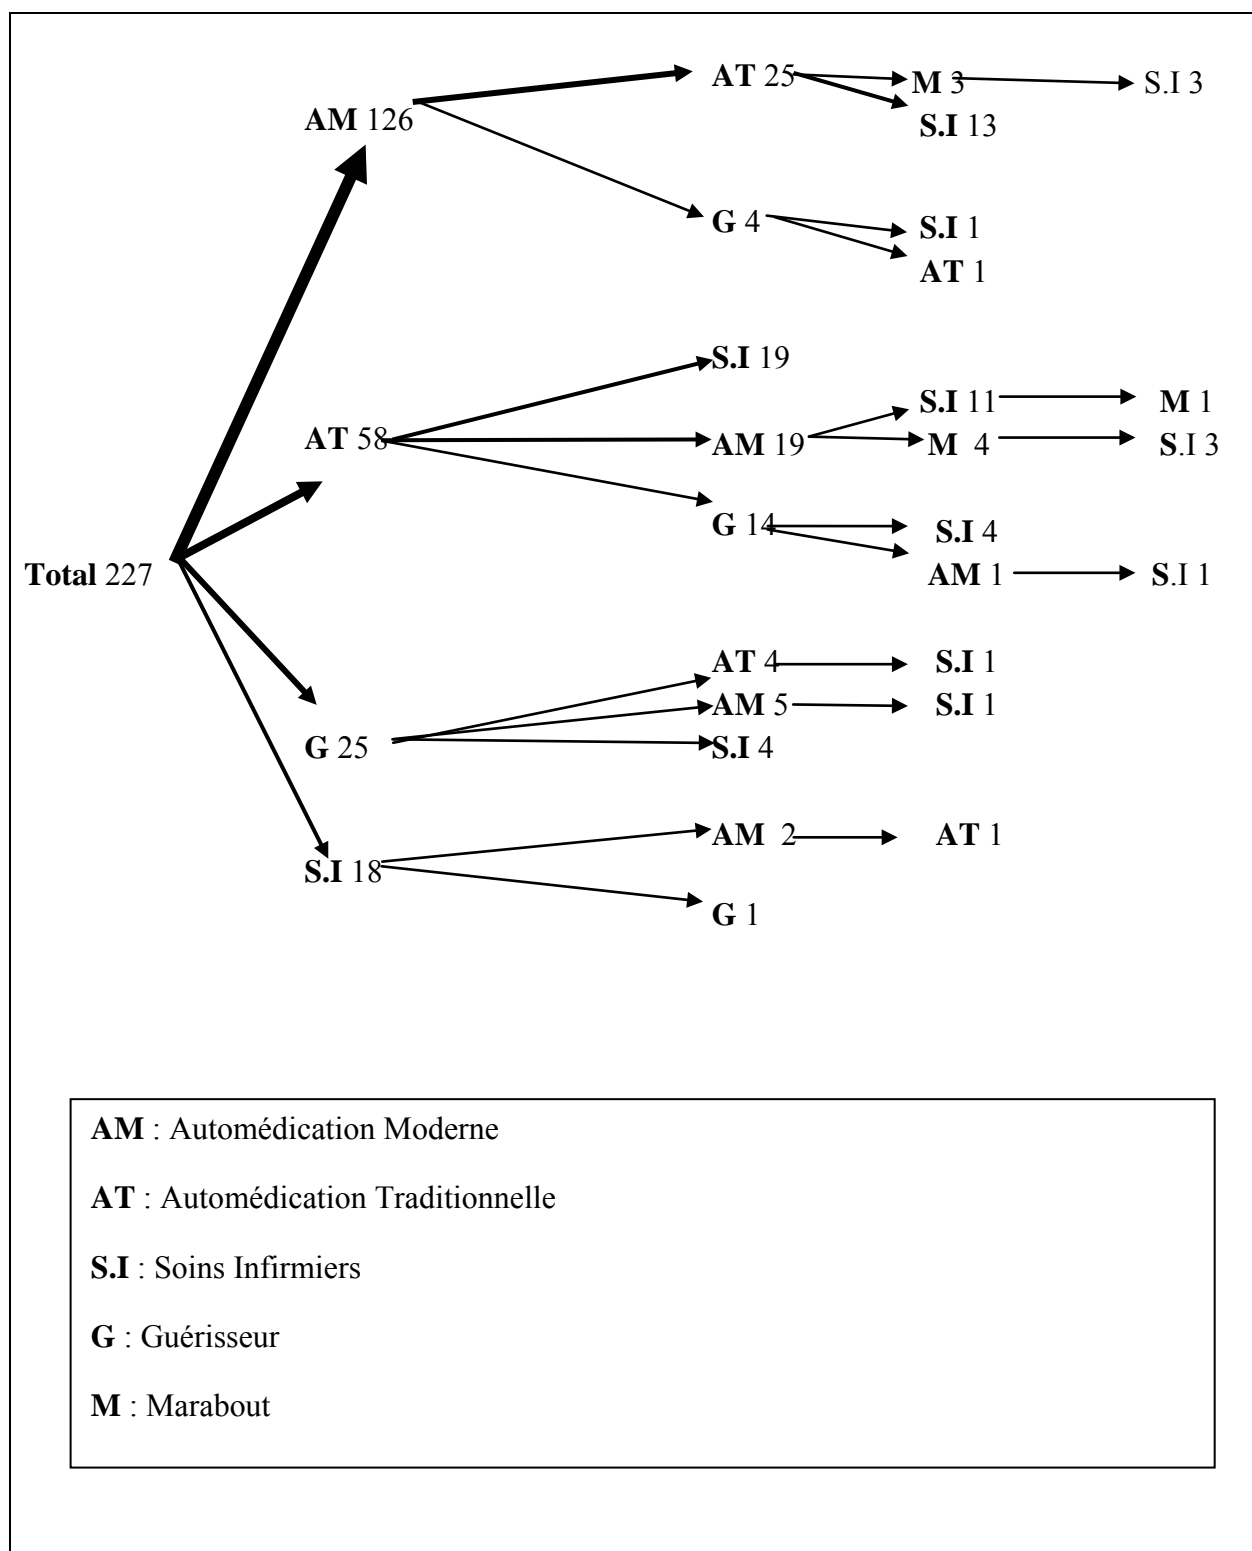 AT 25 M 3 S.I 3
AM 126
S.I 13
G 4 S.I 1
AT 1
S.I 19
S.I 11 M 1
AT 58 AM 19 M 4 S.I 3
G 14 S.I 4
Total 227 AM 1 S.I 1
AT 4 S.I 1
AM 5 S.I 1
G 25 S.I 4
AM 2 AT 1
S.I 18
G 1
AM : Automédication Moderne
AT : Automédication Traditionnelle
S.I : Soins Infirmiers
G : Guérisseur
M : Marabout